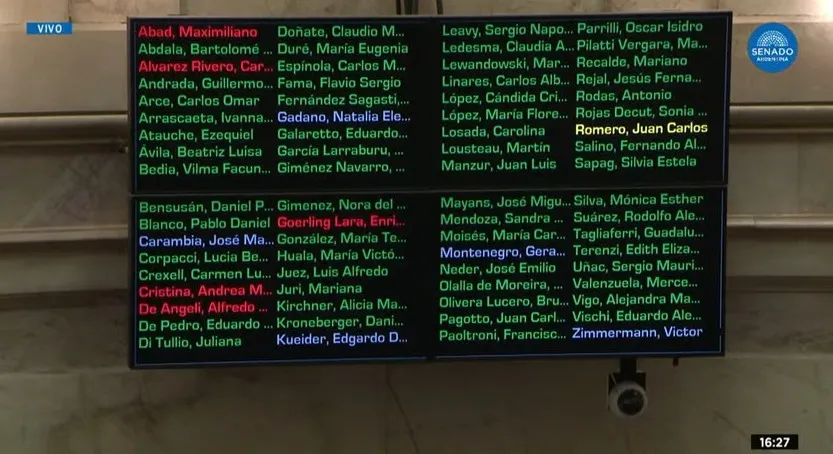 VIVO
SENADO
ARGENTINA
Abad, Maximiliano
Abdala, Bartolomé ...
Alvarez Rivero, Car...
Andrada, Guillermo...
Arce, Carlos Omar
Arrascaeta, Ivanna...
Atauche, Ezequiel
Ávila, Beatriz Luisa
Bedia, Vilma Facun...
Doñate, Claudio M...
Duré, María Eugenia
Espínola, Carlos M...
Fama, Flavio Sergio
Fernández Sagasti,...
Gadano, Natalia Ele...
Galaretto, Eduardo...
García Larraburu, ...
Giménez Navarro, ...
Leavy, Sergio Napo...
Ledesma, Claudia A...
Lewandowski, Mar...
Linares, Carlos Alb...
López, Cándida Cri...
López, María Flore...
Losada, Carolina
Lousteau, Martín
Manzur, Juan Luis
Parrilli, Oscar Isidro
Pilatti Vergara, Ma...
Recalde, Mariano
Rejal, Jesús Ferna...
Rodas, Antonio
Rojas Decut, Sonia ...
Romero, Juan Carlos
Salino, Fernando Al...
Sapag, Silvia Estela
Bensusán, Daniel P...
Blanco, Pablo Daniel
Carambia, José Ma...
Corpacci, Lucia Be...
Crexell, Carmen Lu...
Cristina, Andrea M...
De Angeli, Alfredo ...
De Pedro, Eduardo ...
Di Tullio, Juliana
Gimenez, Nora del ...
Goerling Lara, Enri...
González, María Te...
Huala, María Victó...
Juez, Luis Alfredo
Juri, Mariana
Kirchner, Alicia Ma...
Kroneberger, Dani...
Kueider, Edgardo D...
Mayans, José Migu...
Mendoza, Sandra ...
Moisés, María Car...
Montenegro, Gera...
Neder, José Emilio
Olalla de Moreira, ...
Olivera Lucero, Bru...
Pagotto, Juan Carl...
Paoltroni, Francisc...
Silva, Mónica Esther
Suárez, Rodolfo Ale...
Tagliaferri, Guadalu...
Terenzi, Edith Eliza...
Uñac, Sergio Mauri...
Valenzuela, Merce...
Vigo, Alejandra Ma...
Vischi, Eduardo Ale...
Zimmermann, Victor
16:27